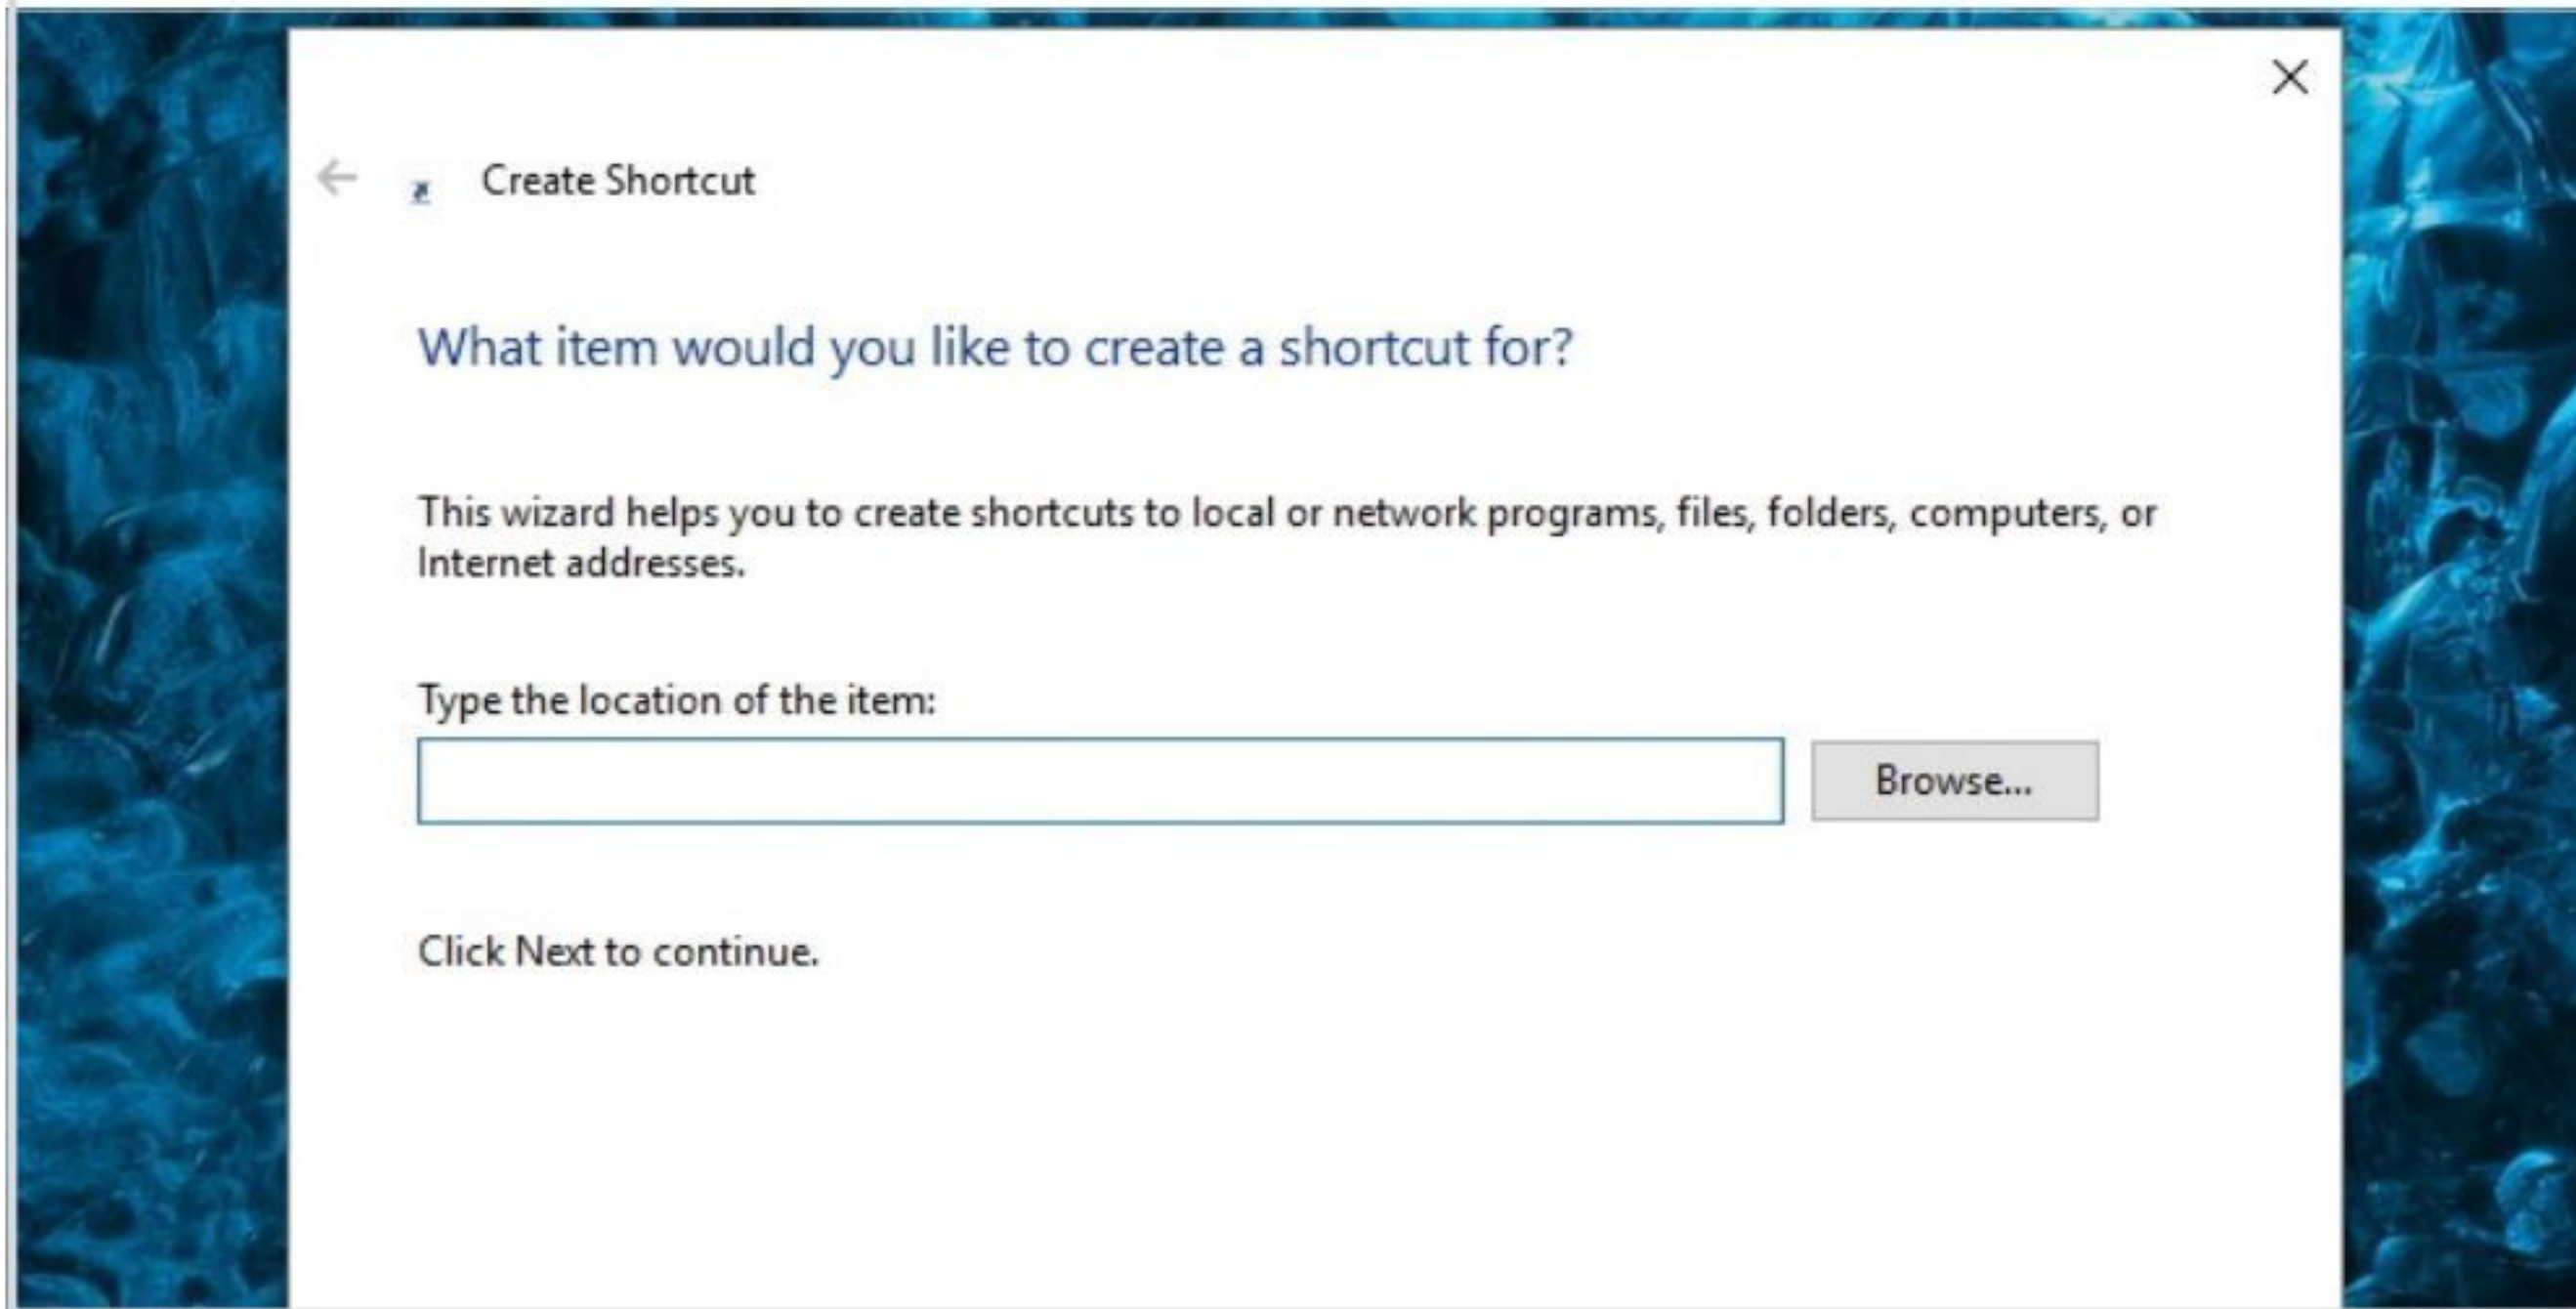 Create Shortcut
What item would you like to create a shortcut for?
This wizard helps you to create shortcuts to local or network programs, files, folders, computers, or
Internet addresses.
Type the location of the item:
Browse...
Click Next to continue.